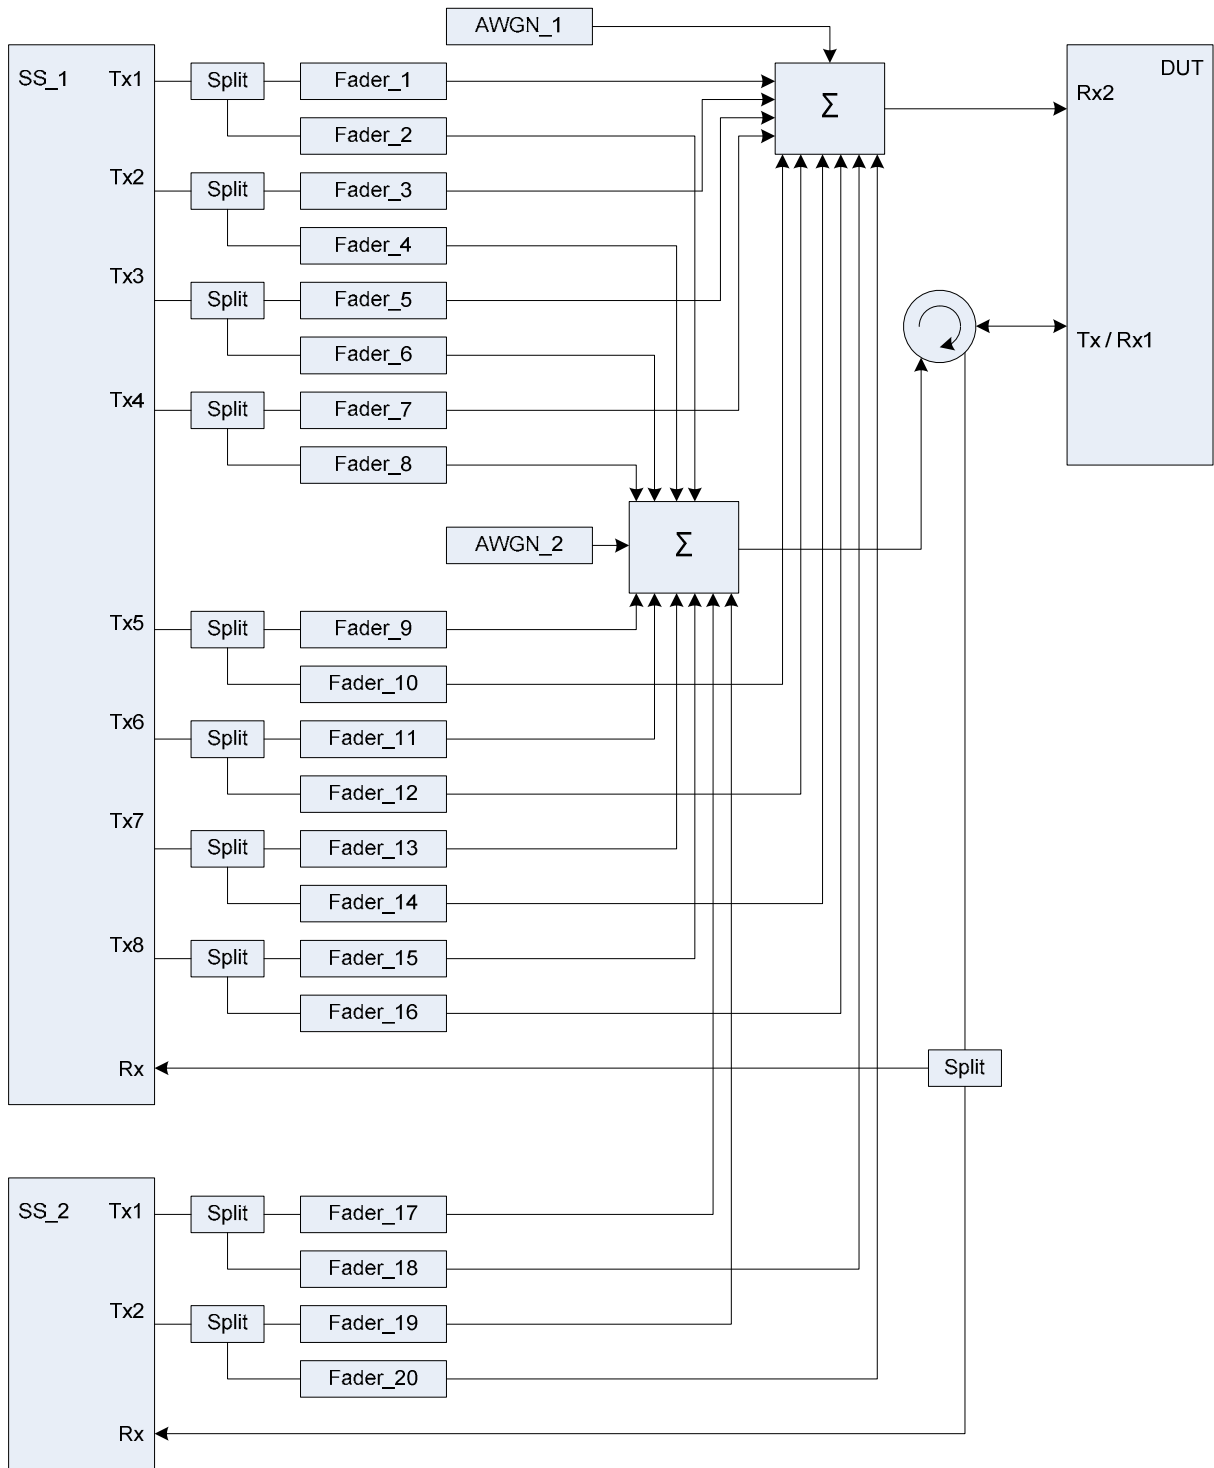 AWGN_1
SS_1
Tx1
Split
Fader_1
Σ
DUT
Rx2
Fader_2
Tx2
Split
Fader_3
Fader_4
Tx3
Split
Fader_5
Fader_6
Tx / Rx1
Tx4
Split
Fader_7
Fader_8
AWGN_2
Σ
Tx5
Split
Fader_9
Fader_10
Tx6
Split
Fader_11
Fader_12
Tx7
Split
Fader_13
Fader_14
Tx8
Split
Fader_15
Fader_16
Rx
Split
SS_2
Tx1
Split
Fader_17
Fader_18
Tx2
Split
Fader_19
Fader_20
Rx